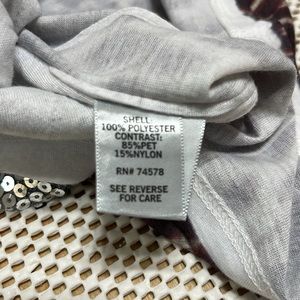 SHELL:
100% POLYESTER
CONTRAST:
85%PET
15%NYLON
RN# 74578
SEE REVERSE
FOR CARE